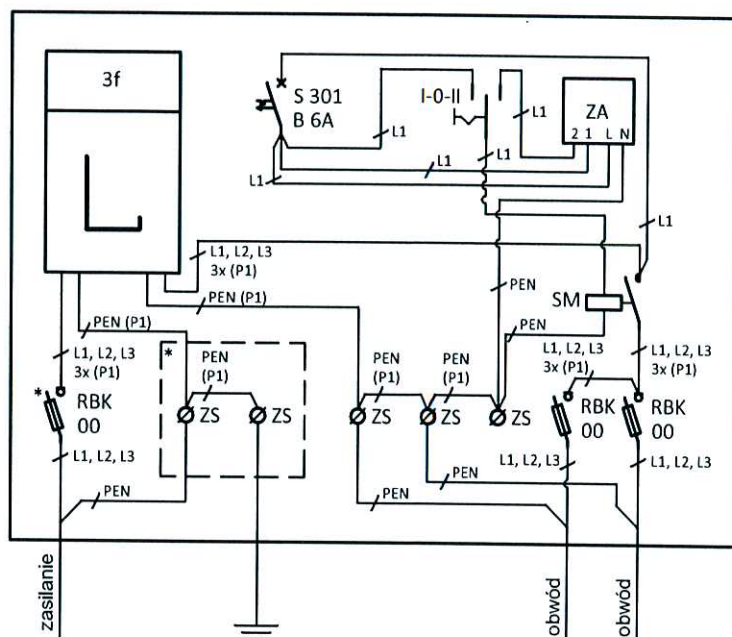 3f
S 301
B 6A
I-0-II
ZA
2 1 L N
L1
L1
L1
L1
L1
L1
L1, L2, L3
3x (P1)
PEN (P1)
PEN (P1)
PEN
SM
PEN
L1, L2, L3
3x (P1)
*
PEN
(P1)
PEN
(P1)
PEN
(P1)
L1, L2, L3
3x (P1)
L1, L2, L3
3x (P1)
*
RBK
00
ZS
ZS
ZS
ZS
ZS
RBK
00
RBK
00
L1, L2, L3
L1, L2, L3
L1, L2, L3
PEN
PEN
PEN
zasilanie
obwód
obwód